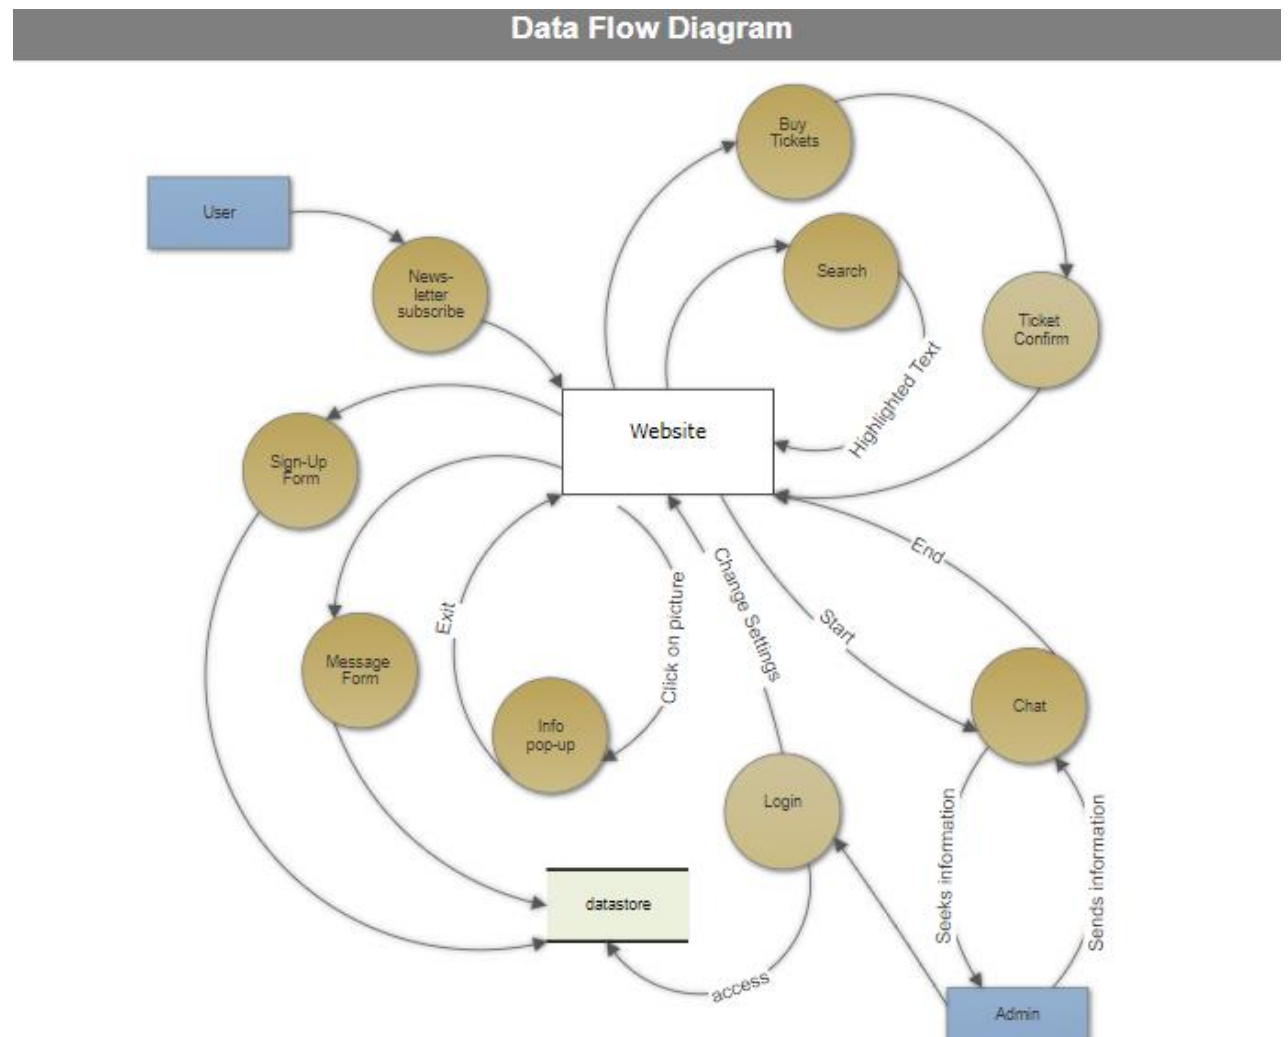 Data Flow Diagram
Buy
Tickets
User
Search
News-
letter
subscribe
Ticket
Confirm
Highlighted Text
Website
Sign-Up
Form
End
Change Settings
Click on picture
Exit
Start
Message
Form
Chat
Info
pop-up
Login
Seeks information
Sends information
datastore
access
Admin